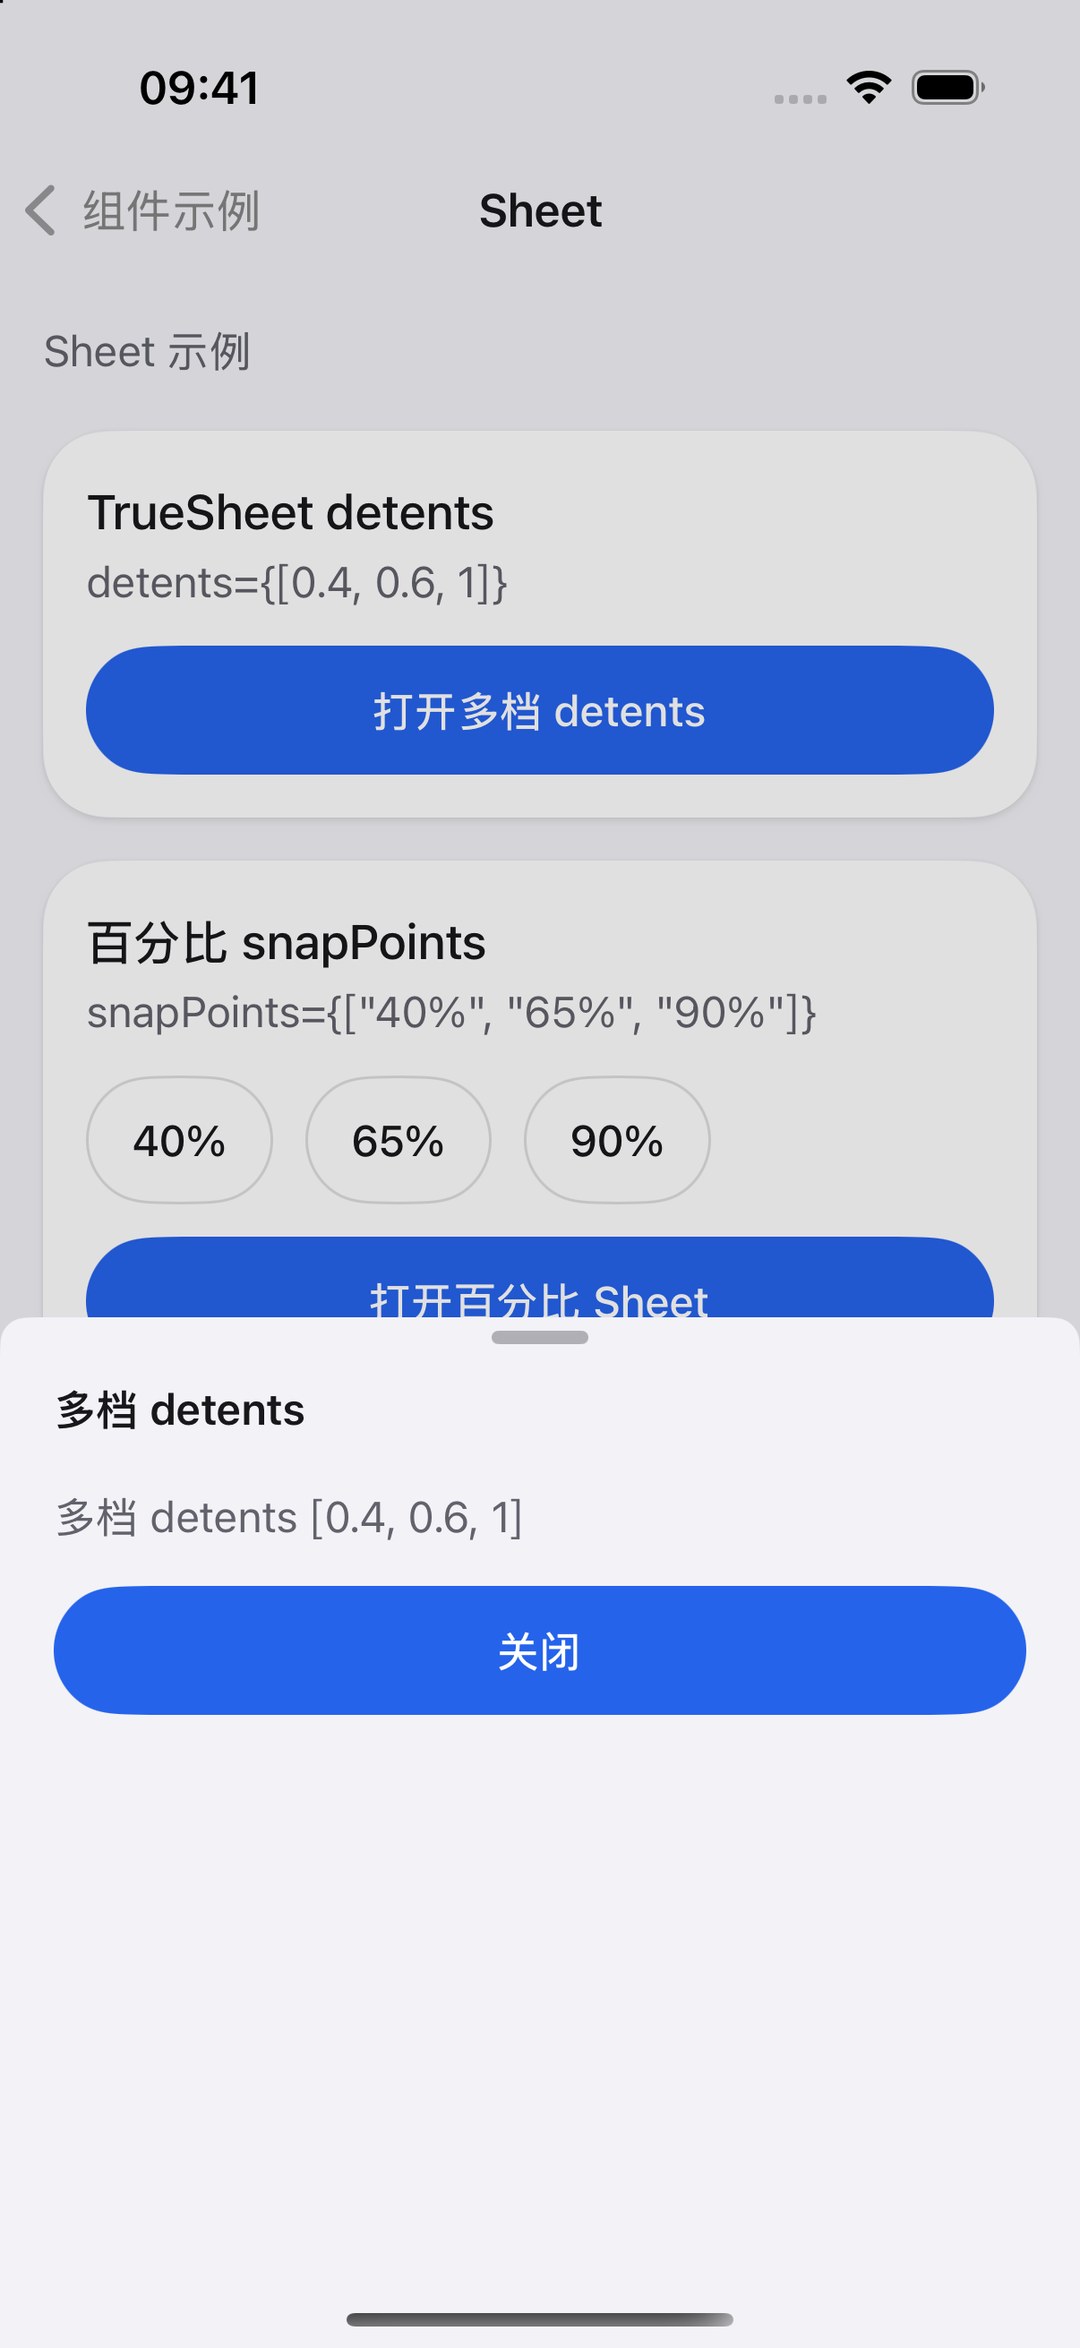 09:41
组件示例
Sheet
Sheet 示例
TrueSheet detents
detents={[0.4, 0.6, 1]}
打开多档 detents
百分比 snapPoints
snapPoints={["40%", "65%", "90%"]}
40%
65%
90%
打开百分比 Sheet
多档 detents
多档 detents [0.4, 0.6, 1]
关闭